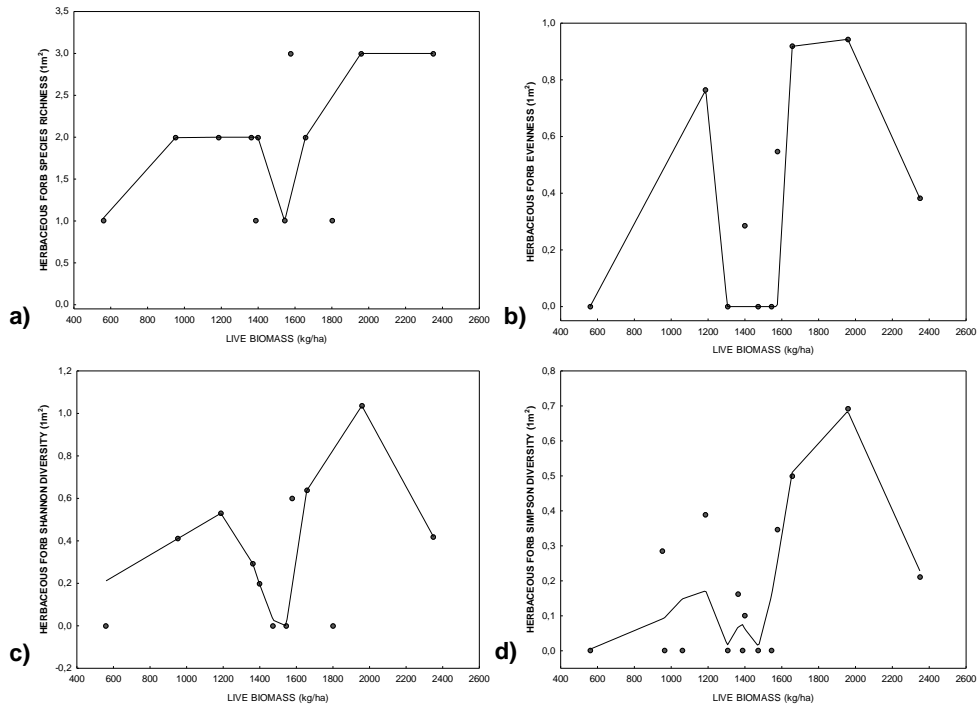 HERBACEOUS FORB SPECIES RICHNESS (1m²)
3,5
3,0
2,5
2,0
1,5
1,0
0,5
0,0
400 600 800 1000 1200 1400 1600 1800 2000 2200 2400 2600
LIVE BIOMASS (kg/ha)
a)
HERBACEOUS FORB EVENNESS (1m²)
1,0
0,8
0,6
0,4
0,2
0,0
400 600 800 1000 1200 1400 1600 1800 2000 2200 2400 2600
LIVE BIOMASS (kg/ha)
b)
HERBACEOUS FORB SHANNON DIVERSITY (1m²)
1,2
1,0
0,8
0,6
0,4
0,2
0,0
-0,2
400 600 800 1000 1200 1400 1600 1800 2000 2200 2400 2600
LIVE BIOMASS (kg/ha)
c)
HERBACEOUS FORB SIMPSON DIVERSITY (1m²)
0,8
0,7
0,6
0,5
0,4
0,3
0,2
0,1
0,0
400 600 800 1000 1200 1400 1600 1800 2000 2200 2400 2600
LIVE BIOMASS (kg/ha)
d)